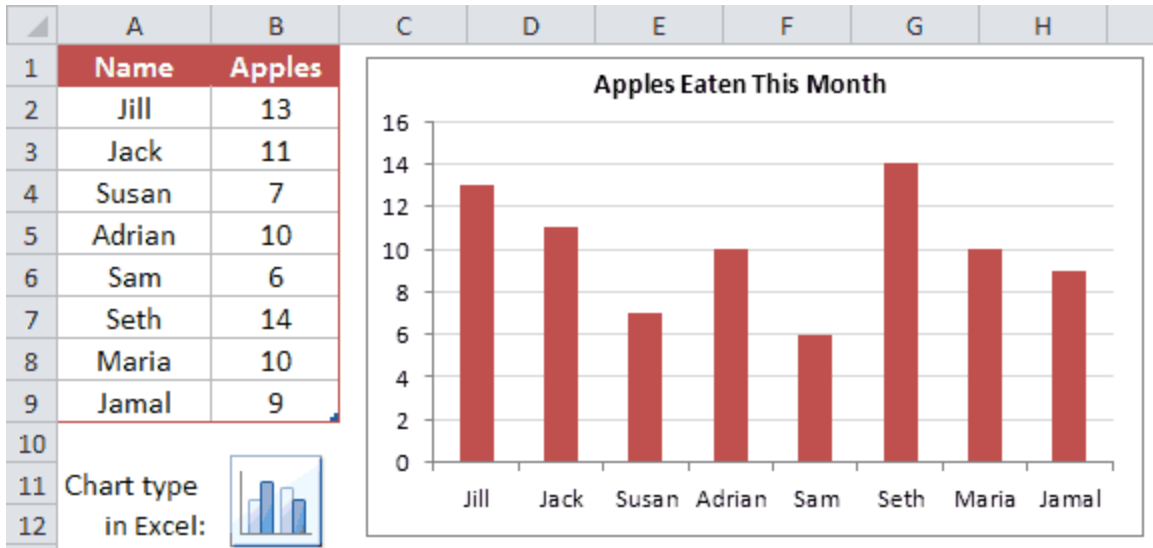 A B C D E F G H
1 Name Apples
2 Jill 13
3 Jack 11
4 Susan 7
5 Adrian 10
6 Sam 6
7 Seth 14
8 Maria 10
9 Jamal 9
10
11 Chart type
12 in Excel:
Apples Eaten This Month
16
14
12
10
8
6
4
2
0
Jill Jack Susan Adrian Sam Seth Maria Jamal